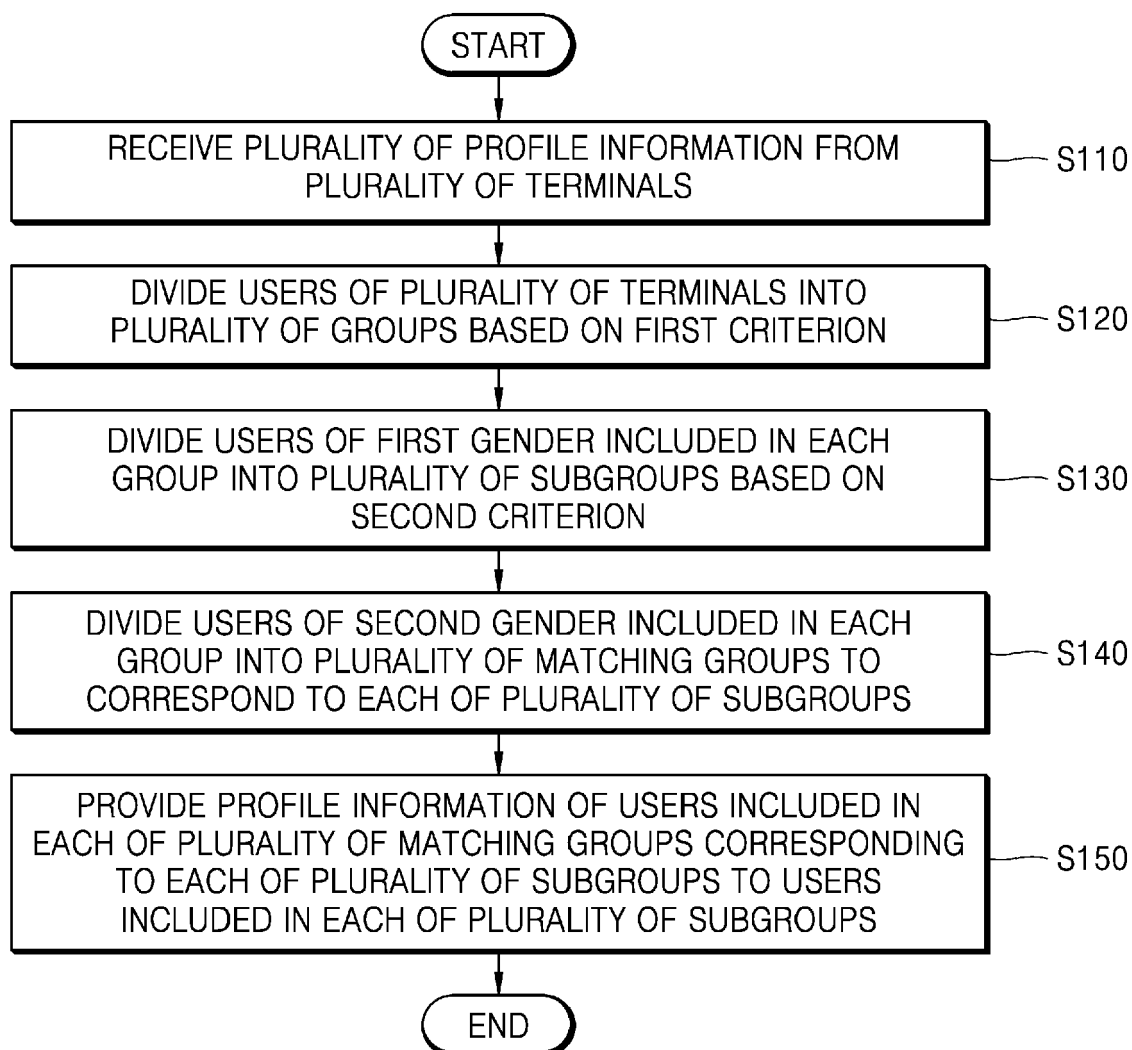 START
RECEIVE PLURALITY OF PROFILE INFORMATION FROM
PLURALITY OF TERMINALS
S110
DIVIDE USERS OF PLURALITY OF TERMINALS INTO
PLURALITY OF GROUPS BASED ON FIRST CRITERION
S120
DIVIDE USERS OF FIRST GENDER INCLUDED IN EACH
GROUP INTO PLURALITY OF SUBGROUPS BASED ON
SECOND CRITERION
S130
DIVIDE USERS OF SECOND GENDER INCLUDED IN EACH
GROUP INTO PLURALITY OF MATCHING GROUPS TO
CORRESPOND TO EACH OF PLURALITY OF SUBGROUPS
S140
PROVIDE PROFILE INFORMATION OF USERS INCLUDED IN
EACH OF PLURALITY OF MATCHING GROUPS CORRESPONDING
TO EACH OF PLURALITY OF SUBGROUPS TO USERS
INCLUDED IN EACH OF PLURALITY OF SUBGROUPS
S150
END